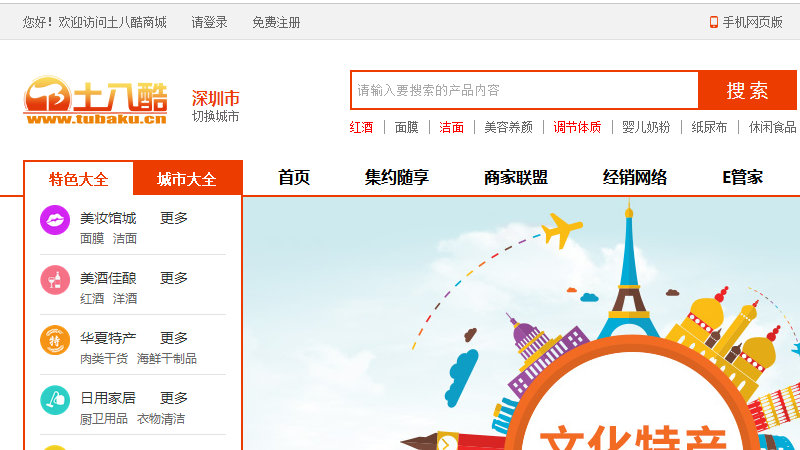 您好！欢迎访问土八酷商城 请登录 免费注册 手机网页版
土八酷
www.tubaku.cn
深圳市
切换城市
请输入要搜索的产品内容 搜 索
红酒 | 面膜 | 洁面 | 美容养颜 | 调节体质 | 婴儿奶粉 | 纸尿布 | 休闲食品
特色大全 城市大全 首页 集约随享 商家联盟 经销网络 E管家
美妆馆城 更多
面膜 洁面
美酒佳酿 更多
红酒 洋酒
特
华夏特产 更多
肉类干货 海鲜干制品
日用家居 更多
厨卫用品 衣物清洁
文化特产